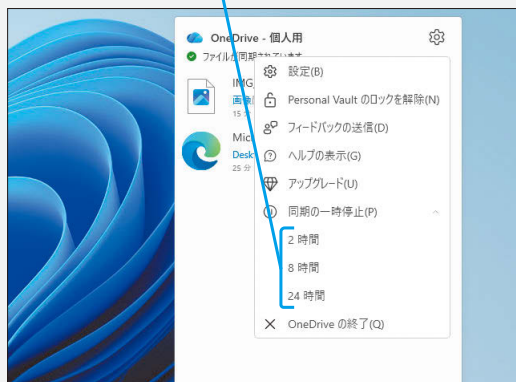 OneDrive - 個人用
ファイルが同期されています
IMG_
画像
15 分
設定(B)
Personal Vault のロックを解除(N)
フィードバックの送信(D)
Mic
Desk
25 分
ヘルプの表示(G)
アップグレード(U)
同期の一時停止(P)
2 時間
8 時間
24 時間
OneDrive の終了(Q)